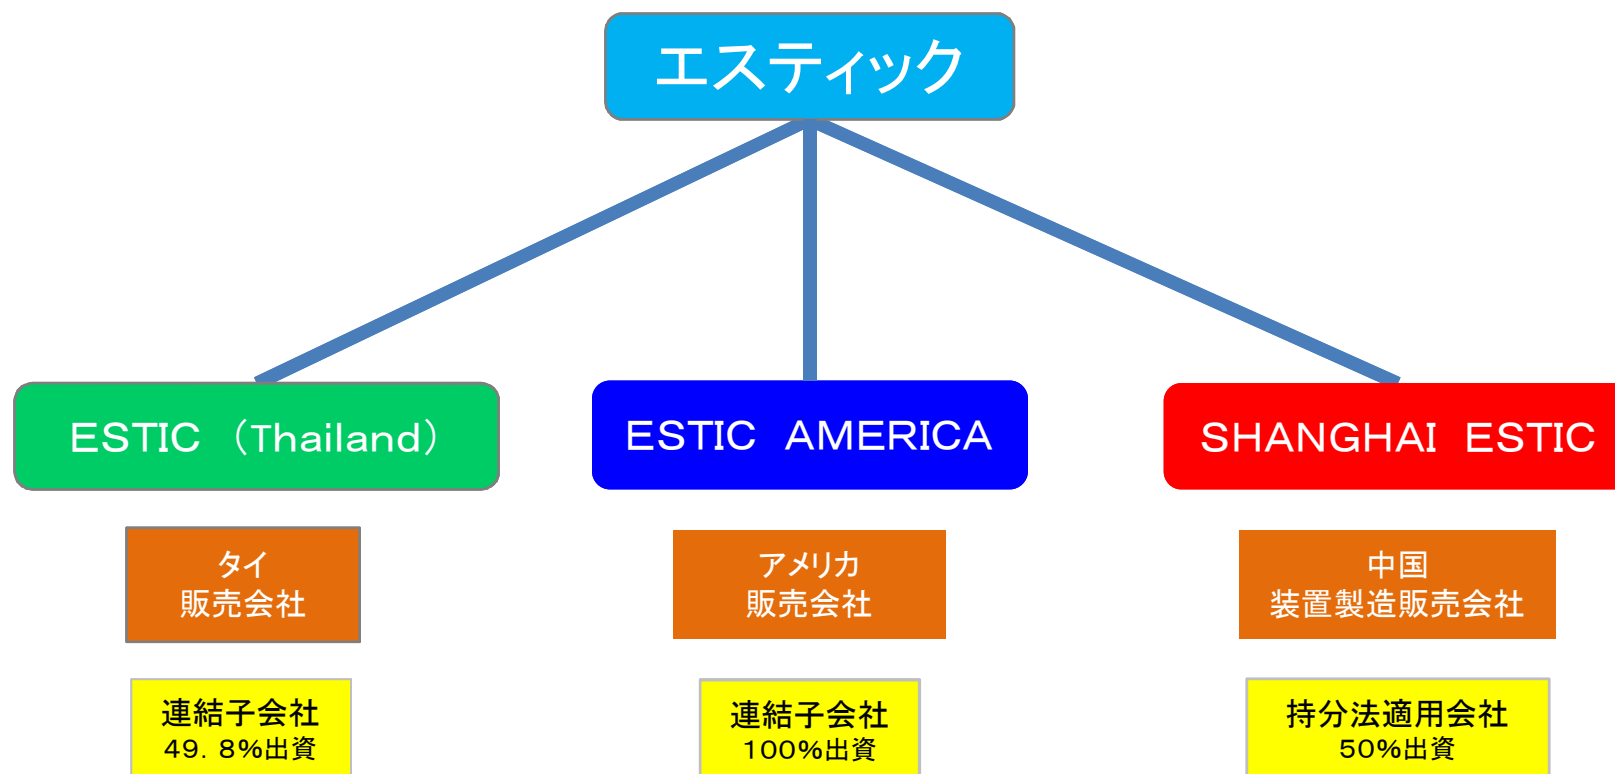 エスティック
ESTIC （Thailand）
ESTIC　AMERICA
SHANGHAI　ESTIC
タイ
販売会社
アメリカ
販売会社
中国
装置製造販売会社
連結子会社
49．8%出資
連結子会社
100%出資
持分法適用会社
50%出資